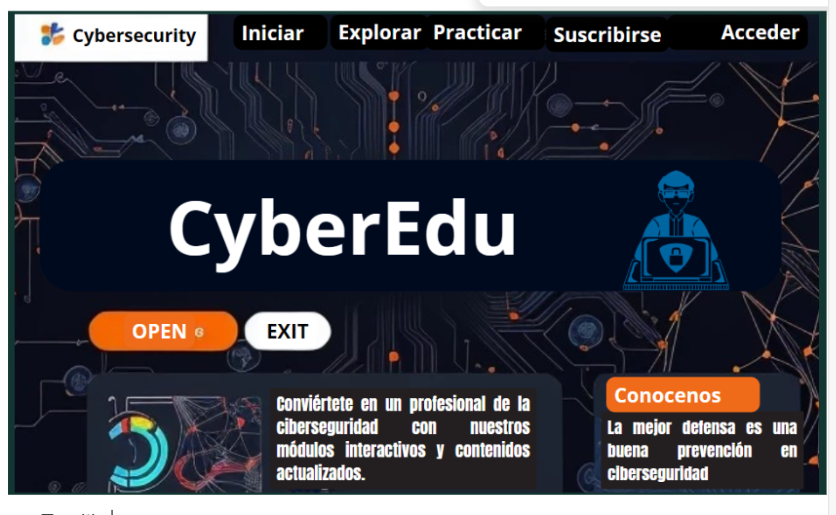 Cybersecurity Iniciar Explorar Practicar Suscribirse Acceder
CyberEdu
OPEN
EXIT
Conviértete en un profesional de la
ciberseguridad con nuestros
módulos interactivos y contenidos
actualizados.
Conocenos
La mejor defensa es una
buena prevención en
ciberseguridad